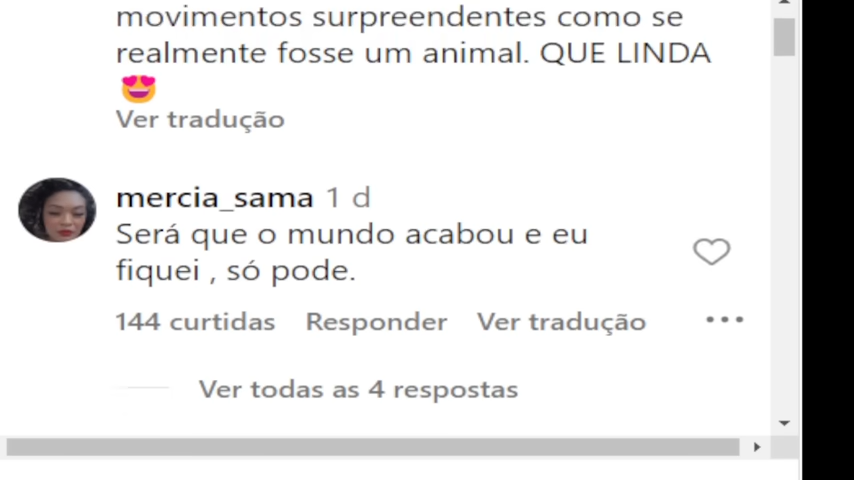 movimentos surpreendentes como se
realmente fosse um animal. QUE LINDA
😍
Ver tradução
mercia_sama 1 d
Será que o mundo acabou e eu
fiquei , só pode.
144 curtidas Responder Ver tradução
Ver todas as 4 respostas